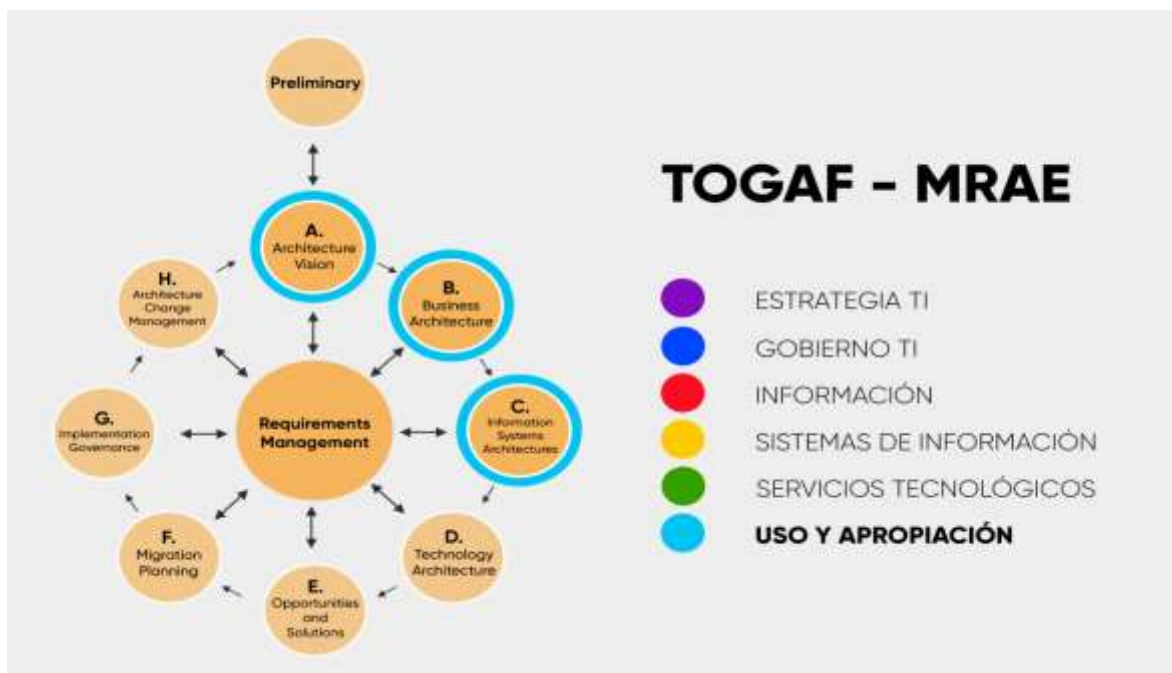 Preliminary
TOGAF - MRAE
A.
Architecture
Vision
H.
Architecture
Change
Management
B.
Business
Architecture
ESTRATEGIA TI
GOBIERNO TI
INFORMACIÓN
SISTEMAS DE INFORMACIÓN
SERVICIOS TECNOLÓGICOS
USO Y APROPIACIÓN
G.
Implementation
Governance
Requirements
Management
C.
Information
Systems
Architectures
F.
Migration
Planning
D.
Technology
Architecture
E.
Opportunities
and
Solutions